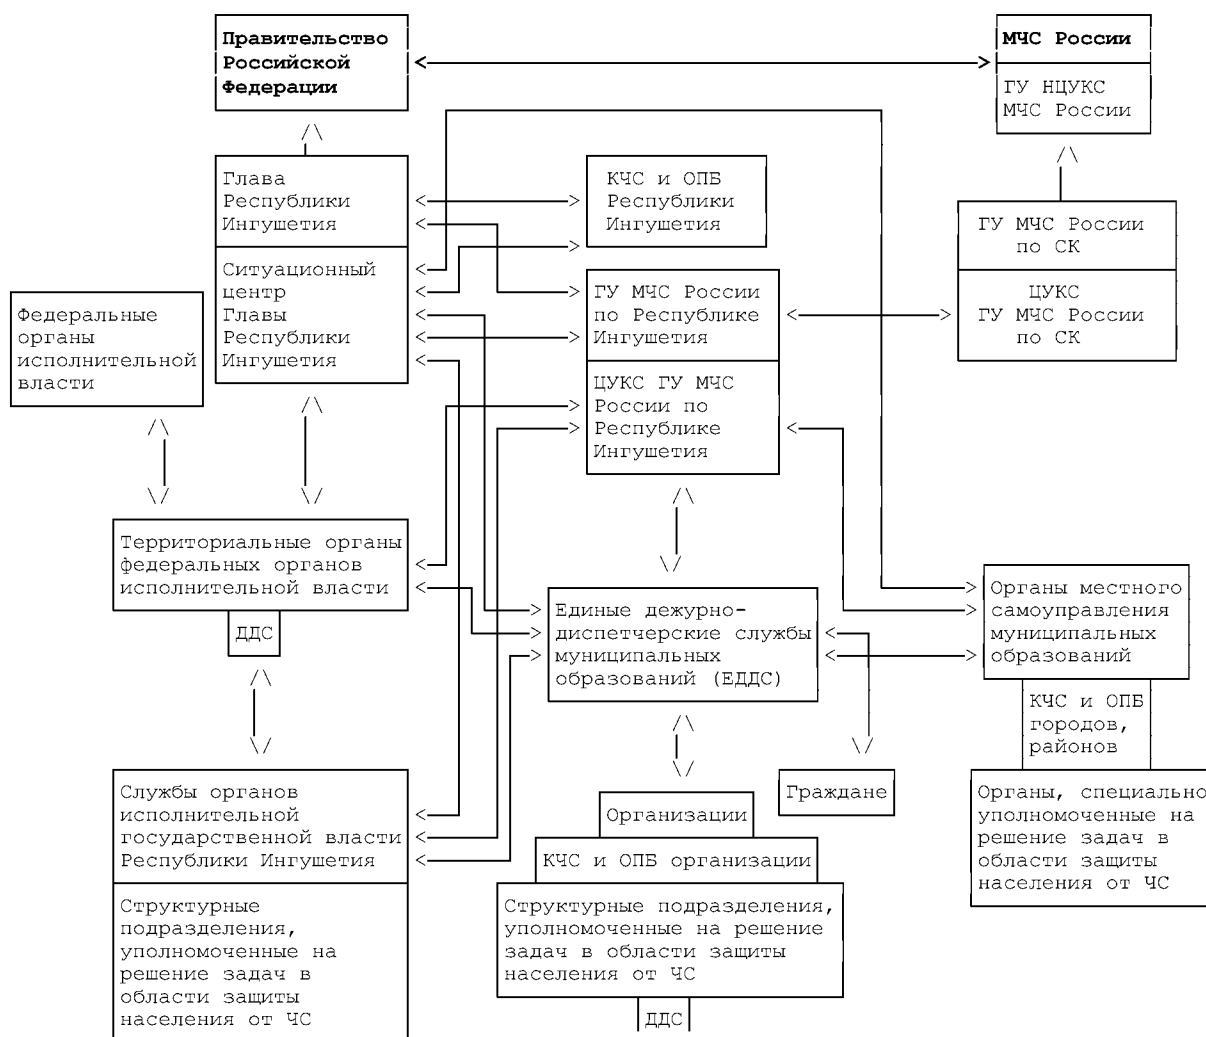 Правительство
Российской
Федерации
МЧС России
ГУ НЦУКС
МЧС России
Глава
Республики
Ингушетия
КЧС и ОПБ
Республики
Ингушетия
ГУ МЧС России
по СК
Ситуационный
центр
Главы
Республики
Ингушетия
ГУ МЧС России
по Республике
Ингушетия
ЦУКС
ГУ МЧС России
по СК
Федеральные
органы
исполнительной
власти
ЦУКС ГУ МЧС
России по
Республике
Ингушетия
Территориальные органы
федеральных органов
исполнительной власти
ДДС
Единые дежурно-
диспетчерские службы
муниципальных
образований (ЕДДС)
Органы местного
самоуправления
муниципальных
образований
КЧС и ОПБ
городов,
районов
Службы органов
исполнительной
государственной власти
Республики Ингушетия
Структурные
подразделения,
уполномоченные на
решение задач в
области защиты
населения от ЧС
Организации
КЧС и ОПБ организации
Структурные подразделения,
уполномоченные на решение
задач в области защиты
населения от ЧС
ДДС
Граждане
Органы, специально
уполномоченные на
решение задач в
области защиты
населения от ЧС